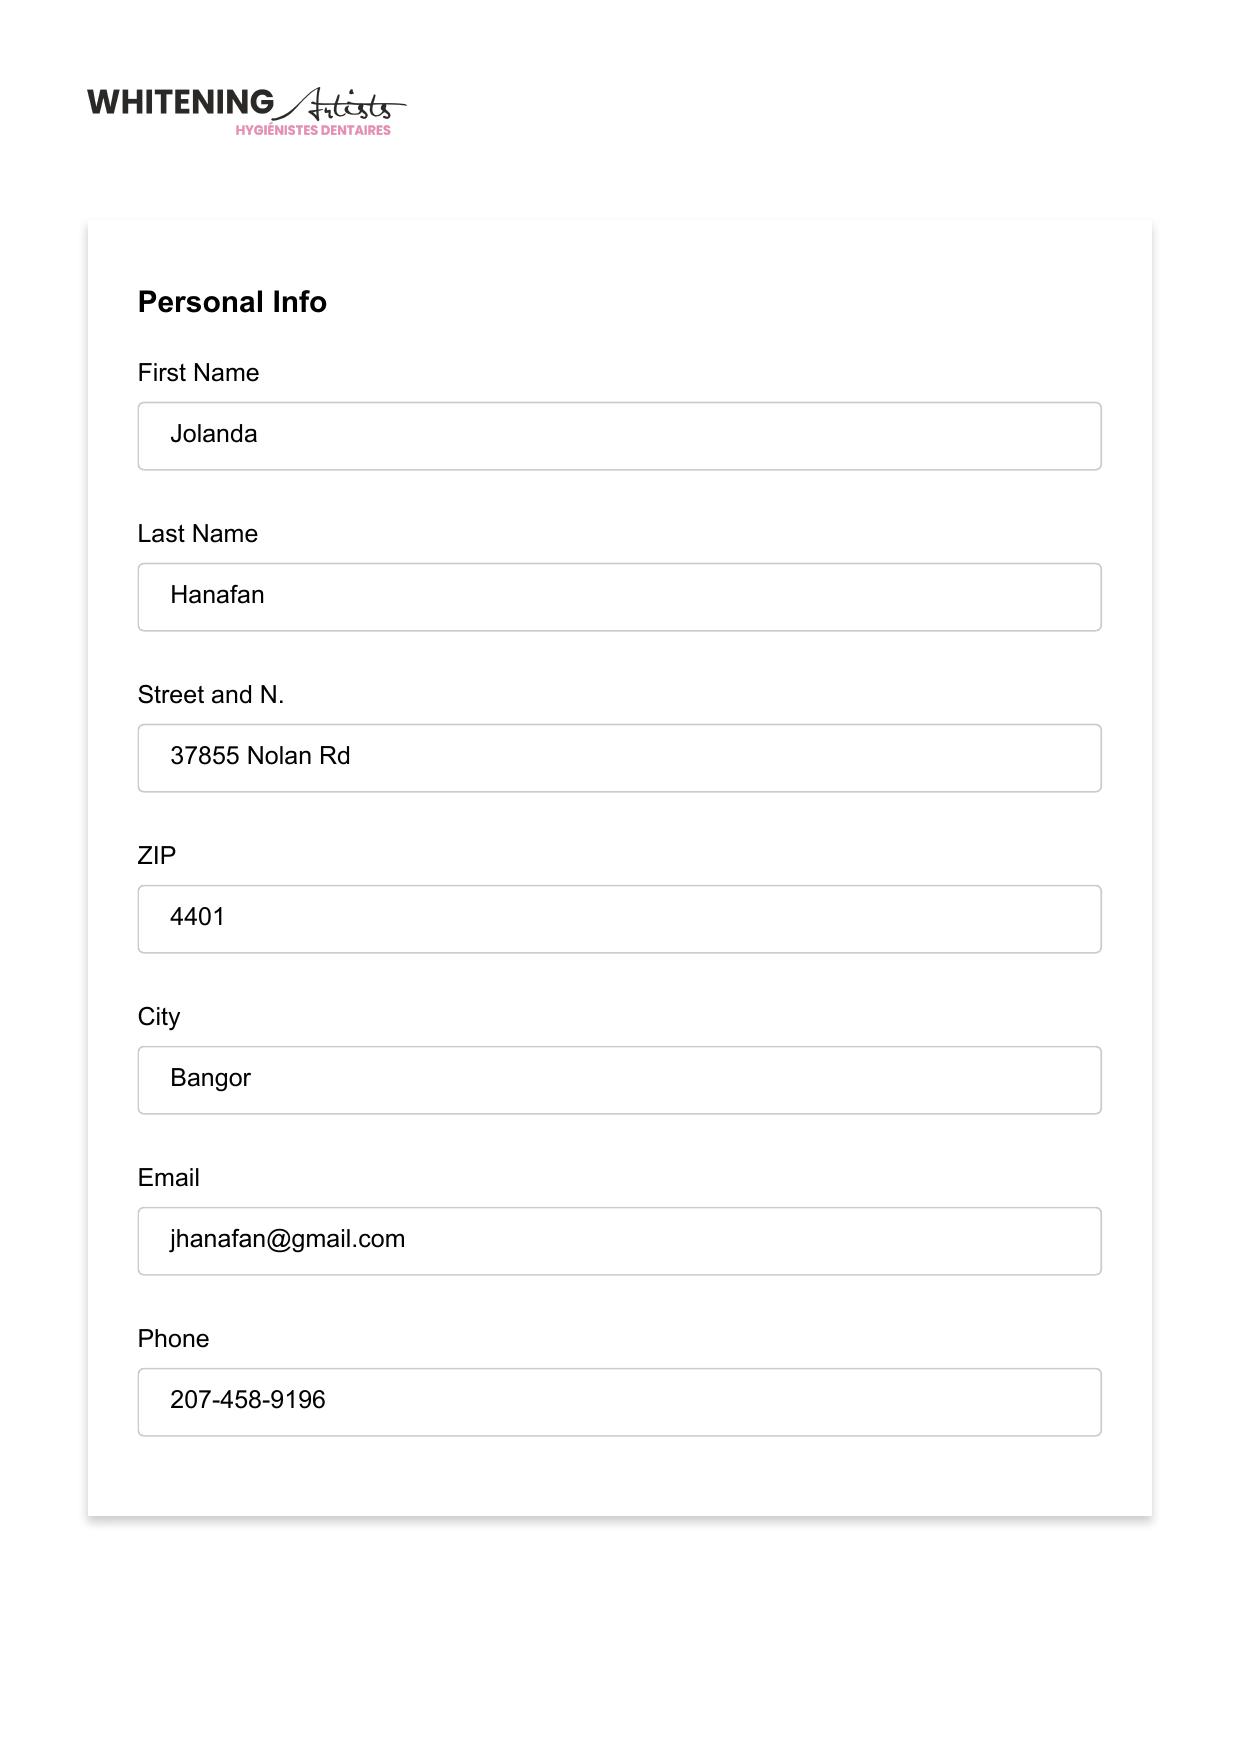 WHITENING Artists
HYGIÉNISTES DENTAIRES
Personal Info
First Name
Jolanda
Last Name
Hanafan
Street and N.
37855 Nolan Rd
ZIP
4401
City
Bangor
Email
jhanafan@gmail.com
Phone
207-458-9196